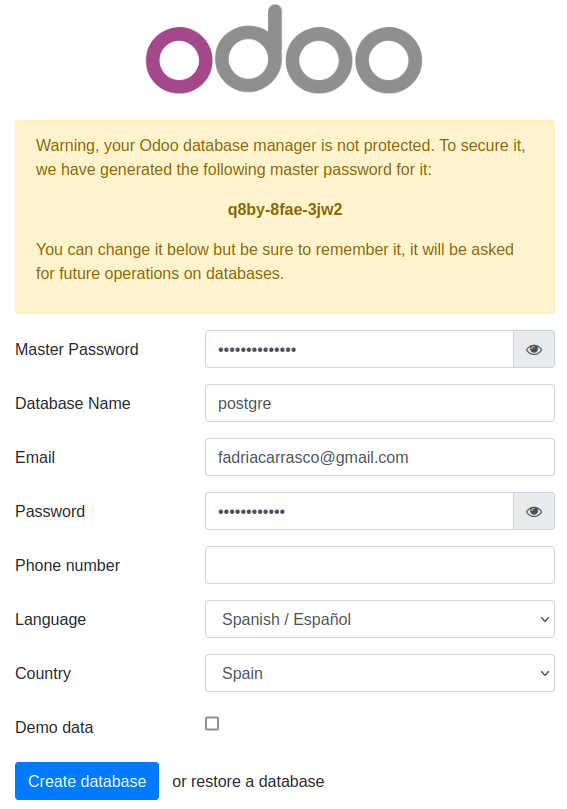 odoo
Warning, your Odoo database manager is not protected. To secure it,
we have generated the following master password for it:
q8by-8fae-3jw2
You can change it below but be sure to remember it, it will be asked
for future operations on databases.
Master Password ••••••••••••••
Database Name postgre
Email fadriacarrasco@gmail.com
Password ••••••••••••
Phone number
Language Spanish / Español
Country Spain
Demo data
Create database or restore a database